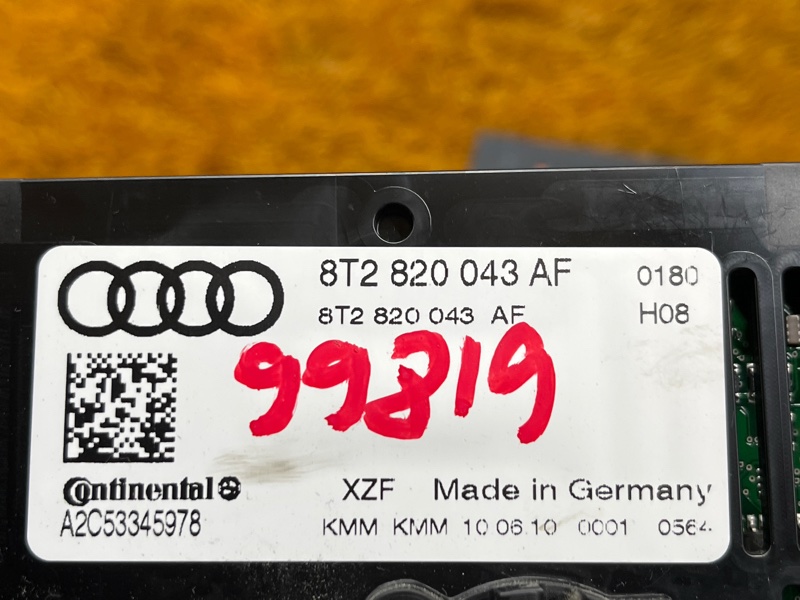 8T2 820 043 AF 0180
8T2 820 043 AF H08
99819
Continental XZF Made in Germany
A2C53345978 KMM KMM 10 06.10 0001 0564